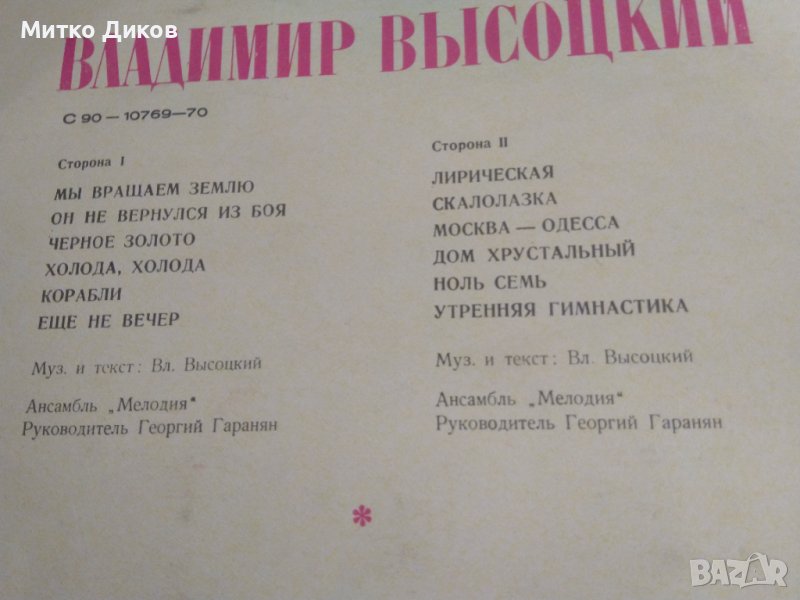 Митко Диков
ВЛАДИМИР ВЫСОЦКИЙ
С 90 — 10769—70
Сторона I
МЫ ВРАЩАЕМ ЗЕМЛЮ
ОН НЕ ВЕРНУЛСЯ ИЗ БОЯ
ЧЕРНОЕ ЗОЛОТО
ХОЛОДА, ХОЛОДА
КОРАБЛИ
ЕЩЕ НЕ ВЕЧЕР
Муз. и текст: Вл. Высоцкий
Ансамбль „Мелодия“
Руководитель Георгий Гаранян
Сторона II
ЛИРИЧЕСКАЯ
СКАЛОЛАЗКА
МОСКВА — ОДЕССА
ДОМ ХРУСТАЛЬНЫЙ
НОЛЬ СЕМЬ
УТРЕННЯЯ ГИМНАСТИКА
Муз. и текст: Вл. Высоцкий
Ансамбль „Мелодия“
Руководитель Георгий Гаранян
*
BAZAR